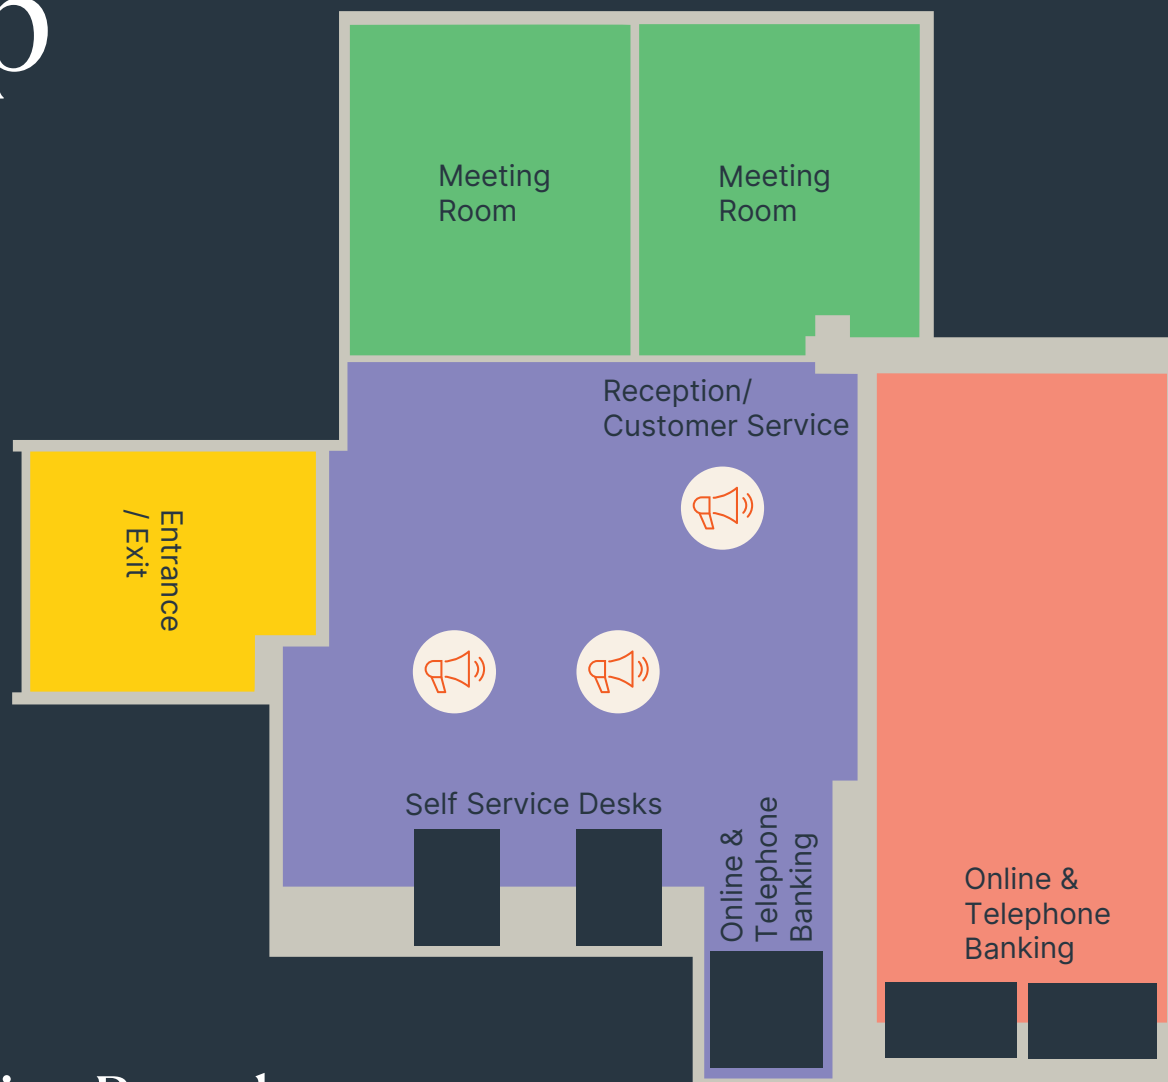 Meeting
Room
Meeting
Room
Reception/
Customer Service
Entrance
/ Exit
Self Service Desks
Online &
Telephone
Banking
Online &
Telephone
Banking